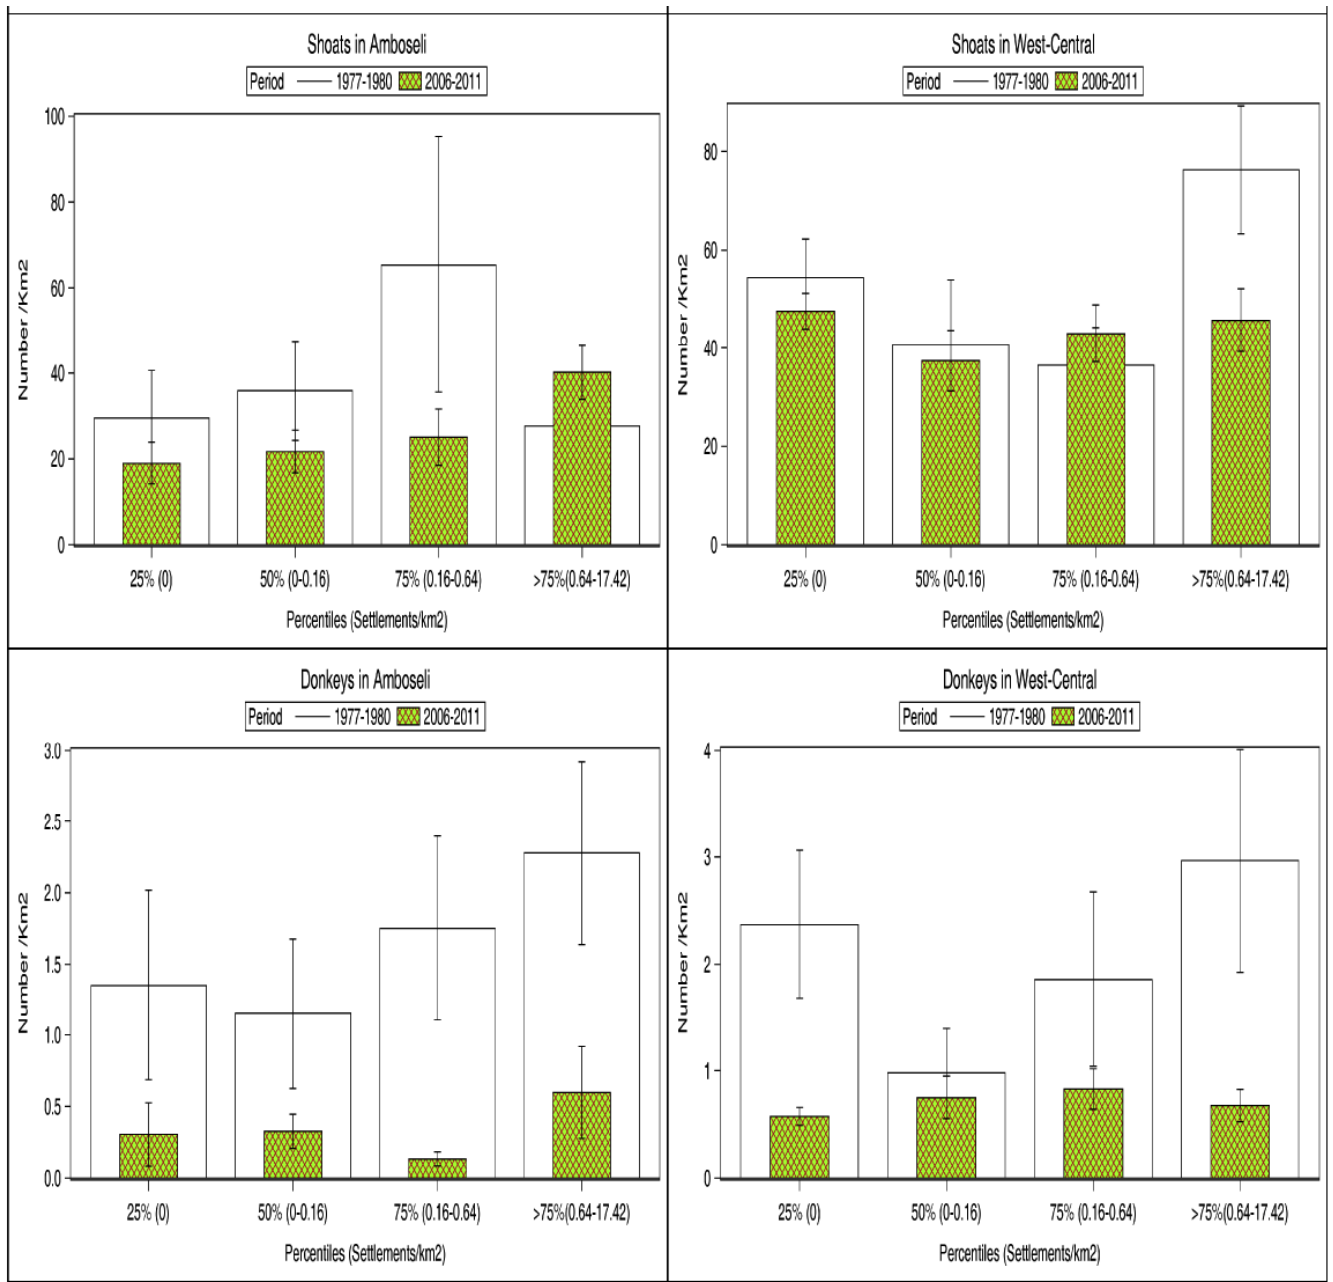 Shoats in Amboseli
Period 1977-1980 2006-2011
Number /Km2
100
80
60
40
20
0
25% (0) 50% (0-0.16) 75% (0.16-0.64) >75%(0.64-17.42)
Percentiles (Settlements/km2)
Shoats in West-Central
Period 1977-1980 2006-2011
Number /Km2
80
60
40
20
0
25% (0) 50% (0-0.16) 75% (0.16-0.64) >75%(0.64-17.42)
Percentiles (Settlements/km2)
Donkeys in Amboseli
Period 1977-1980 2006-2011
Number /Km2
3.0
2.5
2.0
1.5
1.0
0.5
0.0
25% (0) 50% (0-0.16) 75% (0.16-0.64) >75%(0.64-17.42)
Percentiles (Settlements/km2)
Donkeys in West-Central
Period 1977-1980 2006-2011
Number /Km2
4
3
2
1
0
25% (0) 50% (0-0.16) 75% (0.16-0.64) >75%(0.64-17.42)
Percentiles (Settlements/km2)